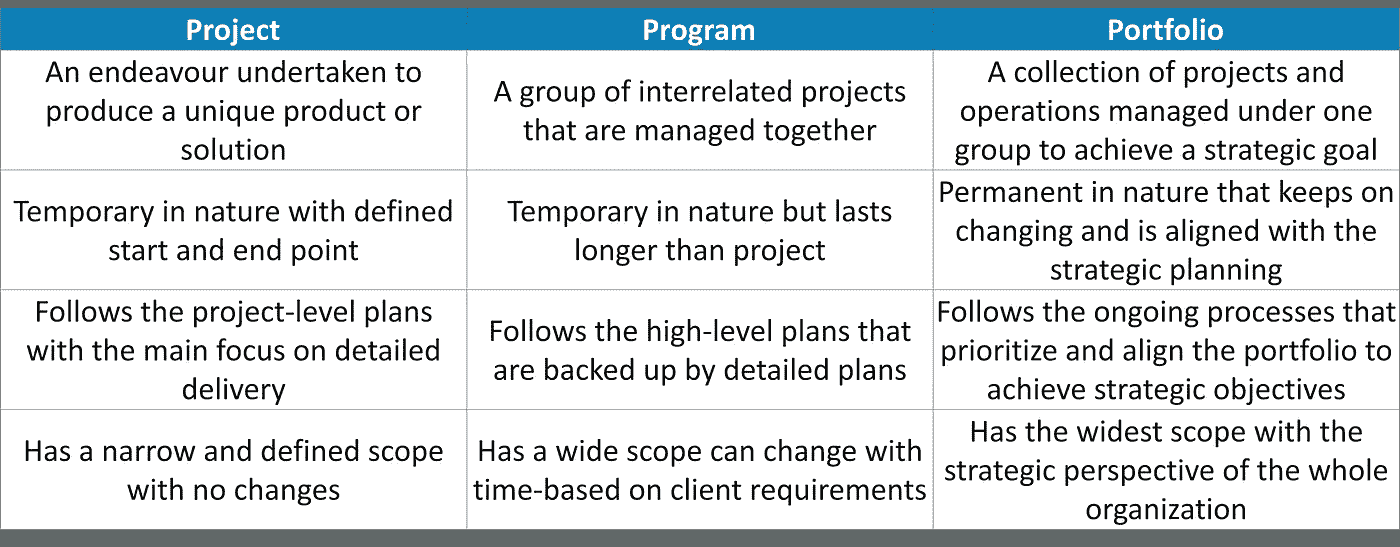 Project
Program
Portfolio
An endeavour undertaken to
produce a unique product or
solution
A group of interrelated projects
that are managed together
A collection of projects and
operations managed under one
group to achieve a strategic goal
Temporary in nature with defined
start and end point
Temporary in nature but lasts
longer than project
Permanent in nature that keeps on
changing and is aligned with the
strategic planning
Follows the project-level plans
with the main focus on detailed
delivery
Follows the high-level plans that
are backed up by detailed plans
Follows the ongoing processes that
prioritize and align the portfolio to
achieve strategic objectives
Has a narrow and defined scope
with no changes
Has a wide scope can change with
time-based on client requirements
Has the widest scope with the
strategic perspective of the whole
organization